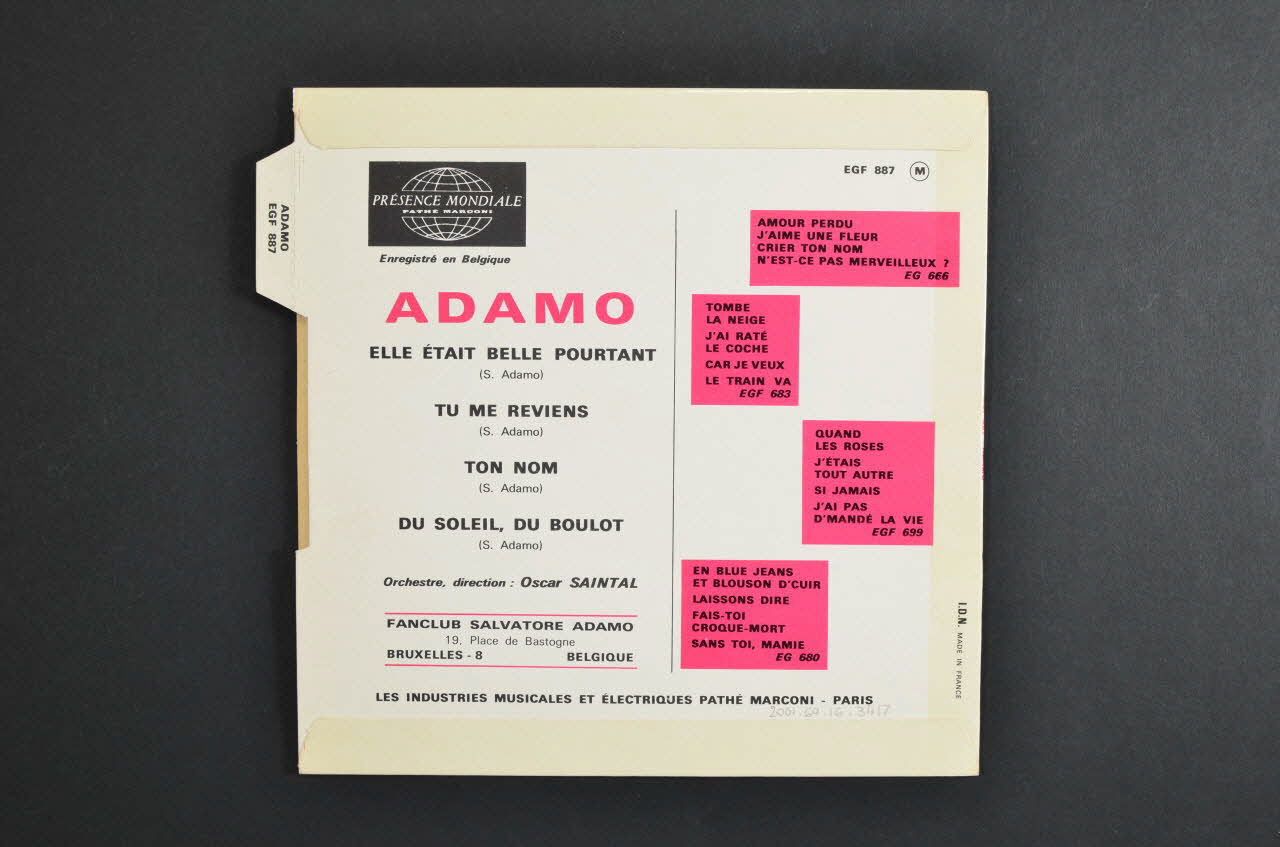 ADAMO
EGF 887
PRÉSENCE MONDIALE
PATHÉ MARCONI
Enregistré en Belgique
EGF 887 M
ADAMO
ELLE ÉTAIT BELLE POURTANT
(S. Adamo)
TU ME REVIENS
(S. Adamo)
TON NOM
(S. Adamo)
DU SOLEIL, DU BOULOT
(S. Adamo)
Orchestre, direction : Oscar SAINTAL
FANCLUB SALVATORE ADAMO
19, Place de Bastogne
BRUXELLES - 8 BELGIQUE
AMOUR PERDU
J'AIME UNE FLEUR
CRIER TON NOM
N'EST-CE PAS MERVEILLEUX ?
EG 666
TOMBE
LA NEIGE
J'AI RATÉ
LE COCHE
CAR JE VEUX
LE TRAIN VA
EGF 683
QUAND
LES ROSES
J'ÉTAIS
TOUT AUTRE
SI JAMAIS
J'AI PAS
D'MANDÉ LA VIE
EGF 699
EN BLUE JEANS
ET BLOUSON D'CUIR
LAISSONS DIRE
FAIS-TOI
CROQUE-MORT
SANS TOI, MAMIE
EG 680
I.D.N. MADE IN FRANCE
LES INDUSTRIES MUSICALES ET ÉLECTRIQUES PATHÉ MARCONI - PARIS